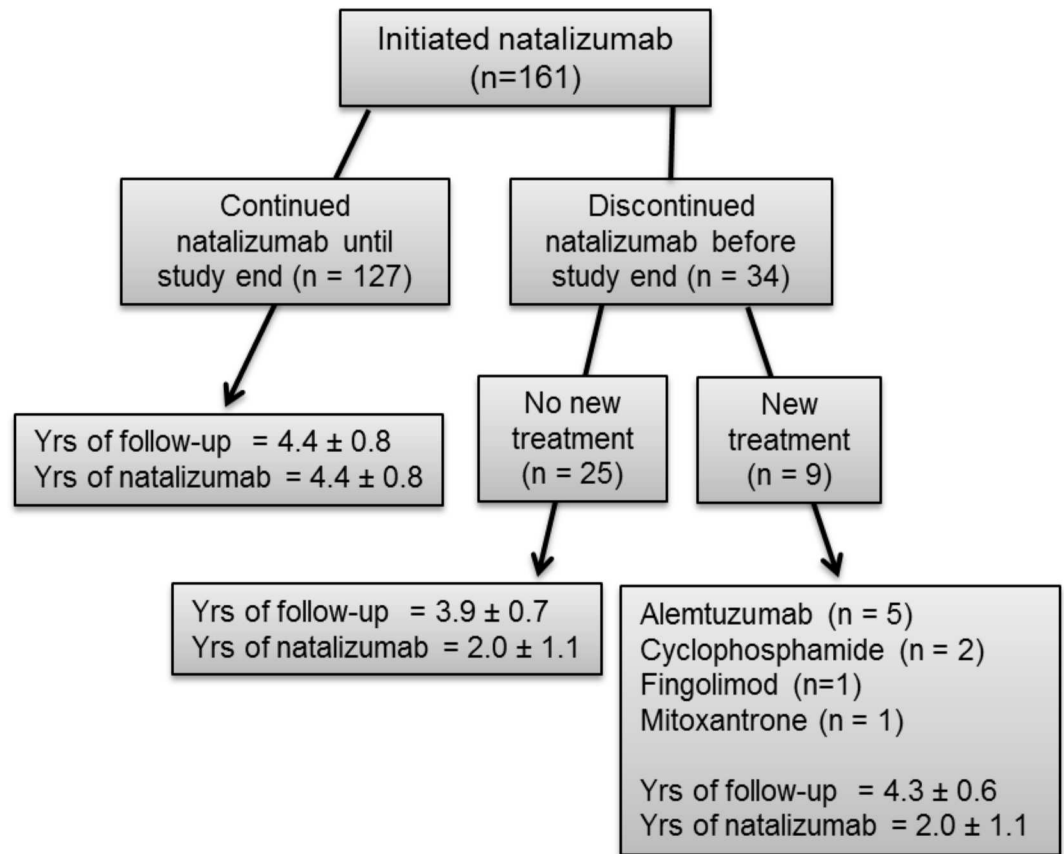 Initiated natalizumab
(n=161)
Continued
natalizumab until
study end (n = 127)
Discontinued
natalizumab before
study end (n = 34)
Yrs of follow-up = 4.4 ± 0.8
Yrs of natalizumab = 4.4 ± 0.8
No new
treatment
(n = 25)
New
treatment
(n = 9)
Yrs of follow-up = 3.9 ± 0.7
Yrs of natalizumab = 2.0 ± 1.1
Alemtuzumab (n = 5)
Cyclophosphamide (n = 2)
Fingolimod (n=1)
Mitoxantrone (n = 1)
Yrs of follow-up = 4.3 ± 0.6
Yrs of natalizumab = 2.0 ± 1.1